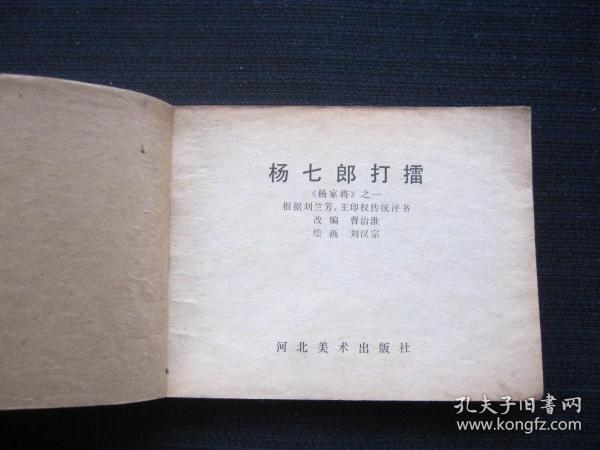 杨七郎打擂
《杨家将》之一
根据刘兰芳、王印权传统评书
改编 曹治淮
绘画 刘汉宗
河北美术出版社
孔夫子旧书网
www.kongfz.com